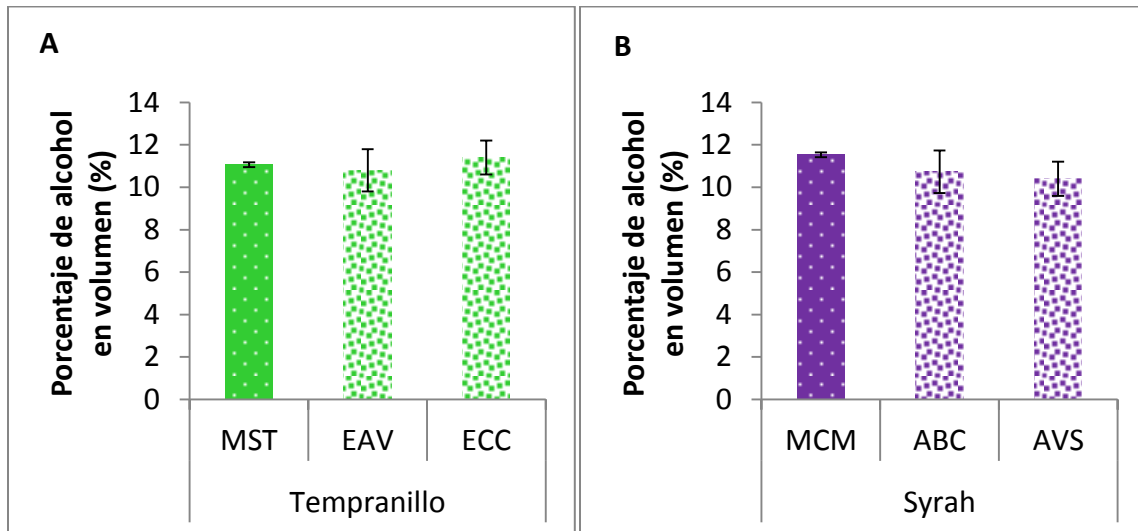 A
Porcentaje de alcohol
en volumen (%)
14
12
10
8
6
4
2
0
MST EAV ECC
Tempranillo
B
Porcentaje de alcohol
en volumen (%)
14
12
10
8
6
4
2
0
MCM ABC AVS
Syrah